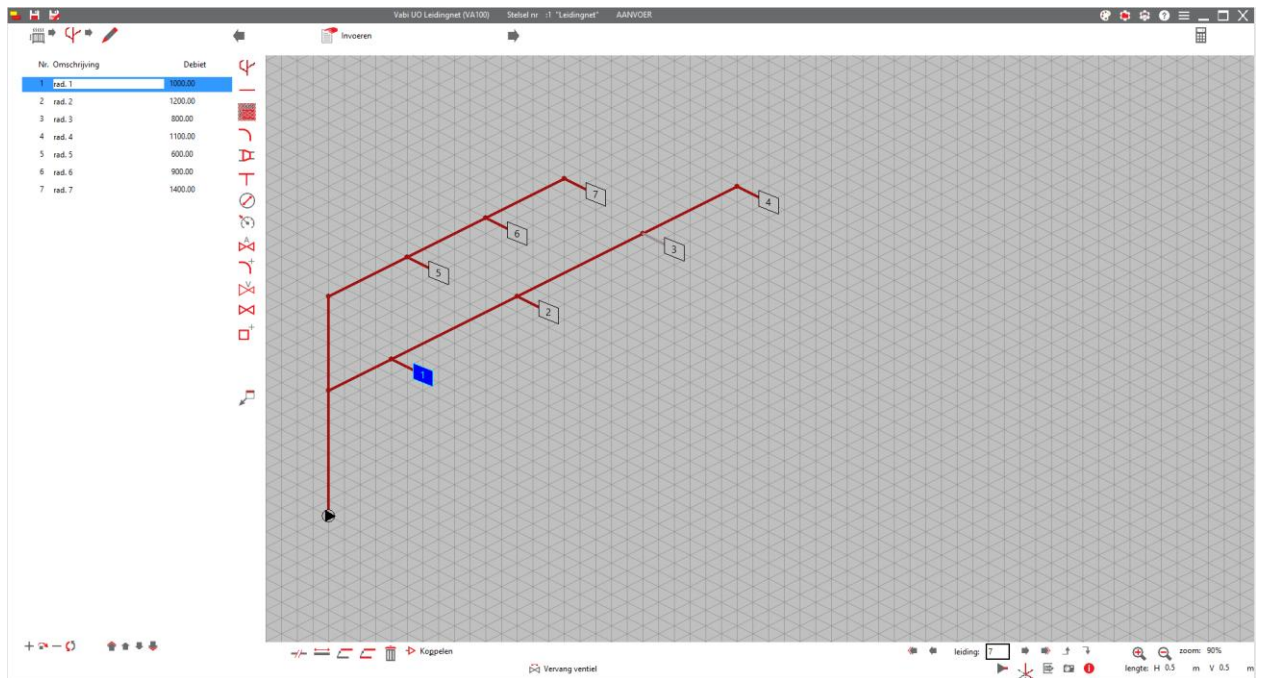 Vabi UO Leidingnet (VA100) Stelsel nr :1 "Leidingnet" AANVOER
Invoeren
Nr. Omschrijving Debiet
1 rad. 1 1000.00
2 rad. 2 1200.00
3 rad. 3 800.00
4 rad. 4 1100.00
5 rad. 5 600.00
6 rad. 6 900.00
7 rad. 7 1400.00
A
V
7
4
6
3
5
2
1
Koppelen
leiding: 7
zoom: 90%
Vervang ventiel
lengte: H 0.5 m V 0.5 m